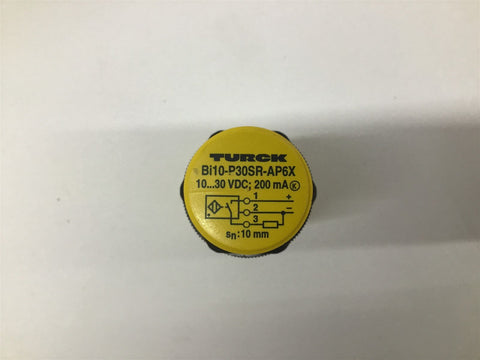 TURCK
Bi10-P30SR-AP6X
10...30 VDC; 200 mA Ⓚ
1 +
2 −
3
sn: 10 mm